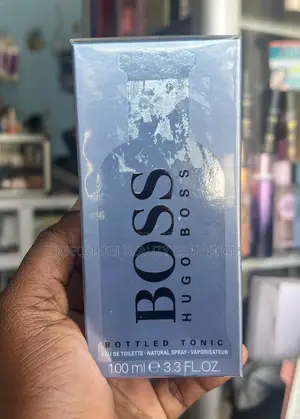 BOSS
HUGO BOSS
BOTTLED TONIC
EAU DE TOILETTE - NATURAL SPRAY - VAPORISATEUR
100 ml e 3.3 FL.OZ.